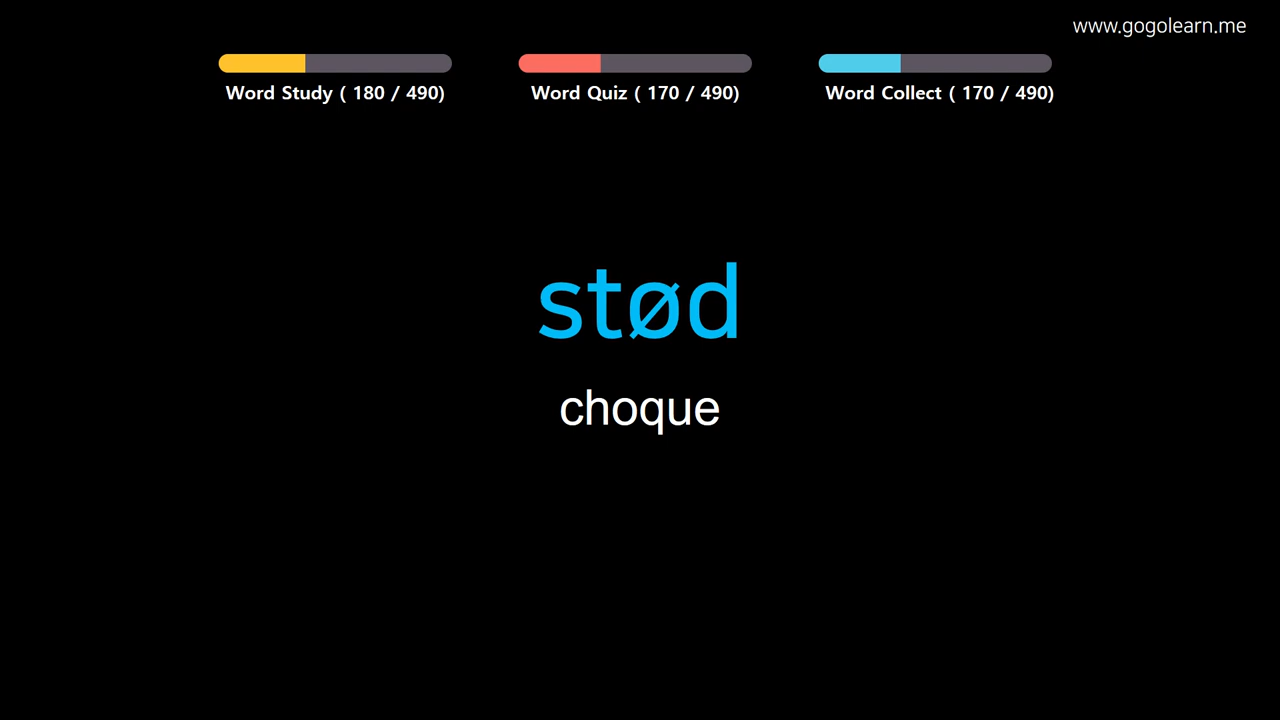 www.gogolearn.me
Word Study ( 180 / 490)
Word Quiz ( 170 / 490)
Word Collect ( 170 / 490)
stød
choque